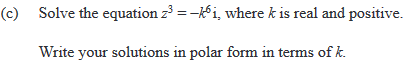 (c) Solve the equation z³ = −k⁶i, where k is real and positive.
Write your solutions in polar form in terms of k.